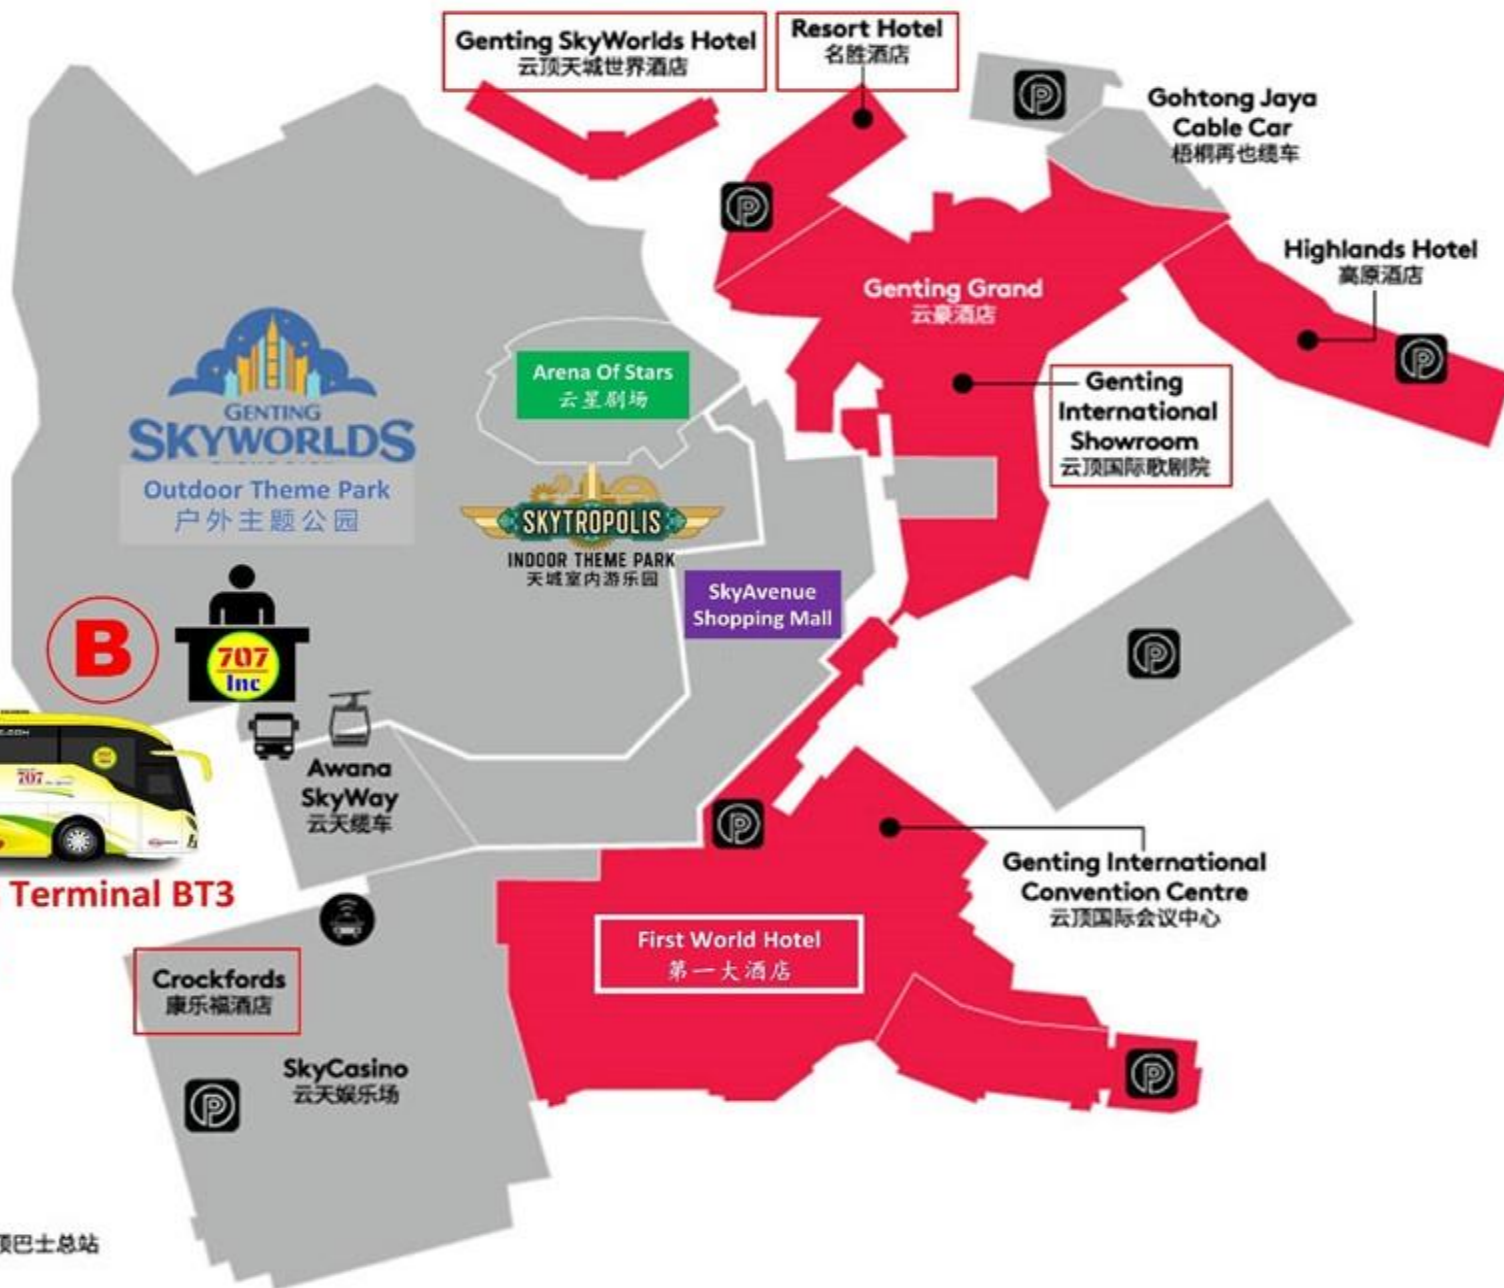 Genting SkyWorlds Hotel
云顶天城世界酒店
Resort Hotel
名胜酒店
Gohtong Jaya
Cable Car
梧桐再也缆车
Highlands Hotel
高原酒店
Genting Grand
云豪酒店
Arena Of Stars
云星剧场
Genting
International
Showroom
云顶国际歌剧院
GENTING
SKYWORLDS
Outdoor Theme Park
户外主题公园
SKYTROPOLIS
INDOOR THEME PARK
天城室内游乐园
SkyAvenue
Shopping Mall
B
707
Inc
707
Awana
SkyWay
云天缆车
Terminal BT3
Genting International
Convention Centre
云顶国际会议中心
First World Hotel
第一大酒店
Crockfords
康乐福酒店
SkyCasino
云天娱乐场
顶巴士总站
P
P
P
P
P
P
P